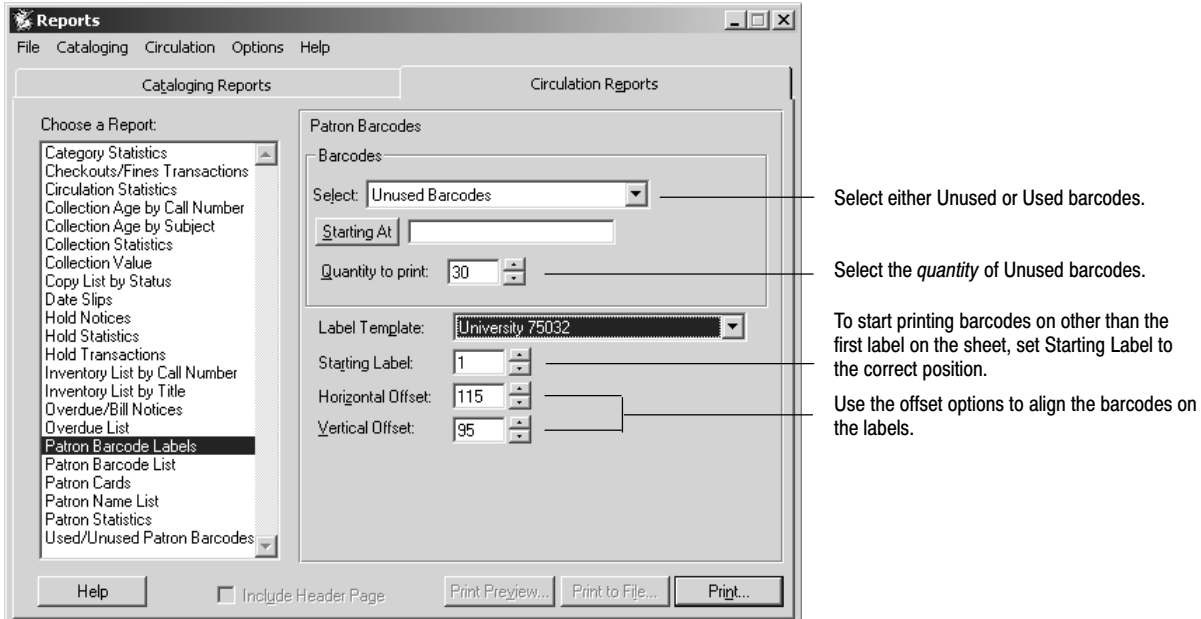 Reports
File Cataloging Circulation Options Help
Cataloging Reports
Circulation Reports
Choose a Report:
Category Statistics
Checkouts/Fines Transactions
Circulation Statistics
Collection Age by Call Number
Collection Age by Subject
Collection Statistics
Collection Value
Copy List by Status
Date Slips
Hold Notices
Hold Statistics
Hold Transactions
Inventory List by Call Number
Inventory List by Title
Overdue/Bill Notices
Overdue List
Patron Barcode Labels
Patron Barcode List
Patron Cards
Patron Name List
Patron Statistics
Used/Unused Patron Barcodes
Patron Barcodes
Barcodes
Select: Unused Barcodes
Starting At
Quantity to print: 30
Label Template: University 75032
Starting Label: 1
Horizontal Offset: 115
Vertical Offset: 95
Help
Include Header Page
Print Preview...
Print to File...
Print...
Select either Unused or Used barcodes.
Select the quantity of Unused barcodes.
To start printing barcodes on other than the
first label on the sheet, set Starting Label to
the correct position.
Use the offset options to align the barcodes on
the labels.